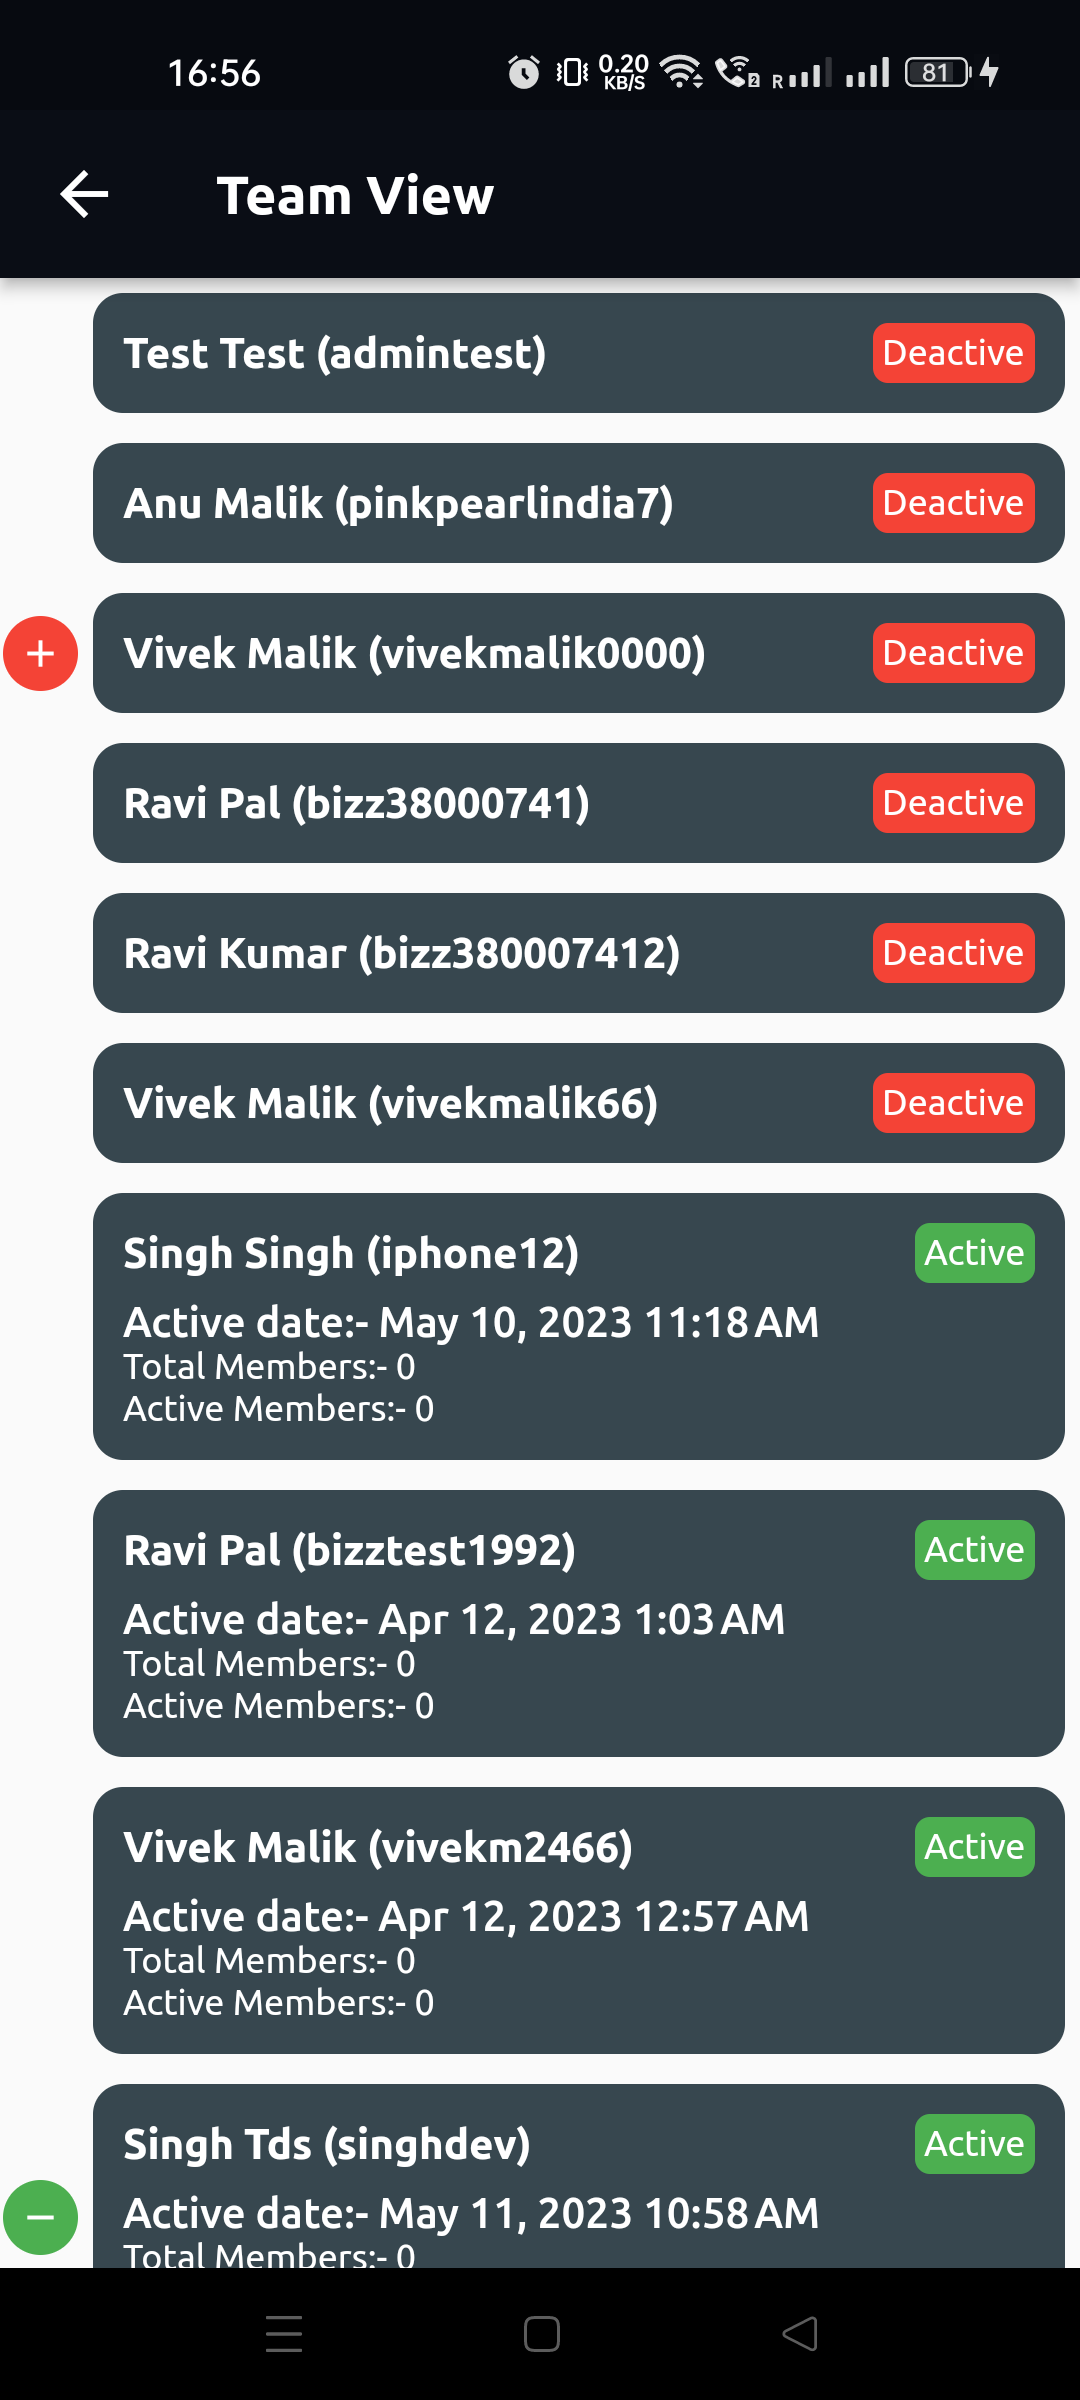 16:56
0.20
KB/S
2
R
81
Team View
Test Test (admintest)
Deactive
Anu Malik (pinkpearlindia7)
Deactive
Vivek Malik (vivekmalik0000)
Deactive
Ravi Pal (bizz38000741)
Deactive
Ravi Kumar (bizz380007412)
Deactive
Vivek Malik (vivekmalik66)
Deactive
Singh Singh (iphone12)
Active
Active date:- May 10, 2023 11:18 AM
Total Members:- 0
Active Members:- 0
Ravi Pal (bizztest1992)
Active
Active date:- Apr 12, 2023 1:03 AM
Total Members:- 0
Active Members:- 0
Vivek Malik (vivekm2466)
Active
Active date:- Apr 12, 2023 12:57 AM
Total Members:- 0
Active Members:- 0
Singh Tds (singhdev)
Active
Active date:- May 11, 2023 10:58 AM
Total Members:- 0